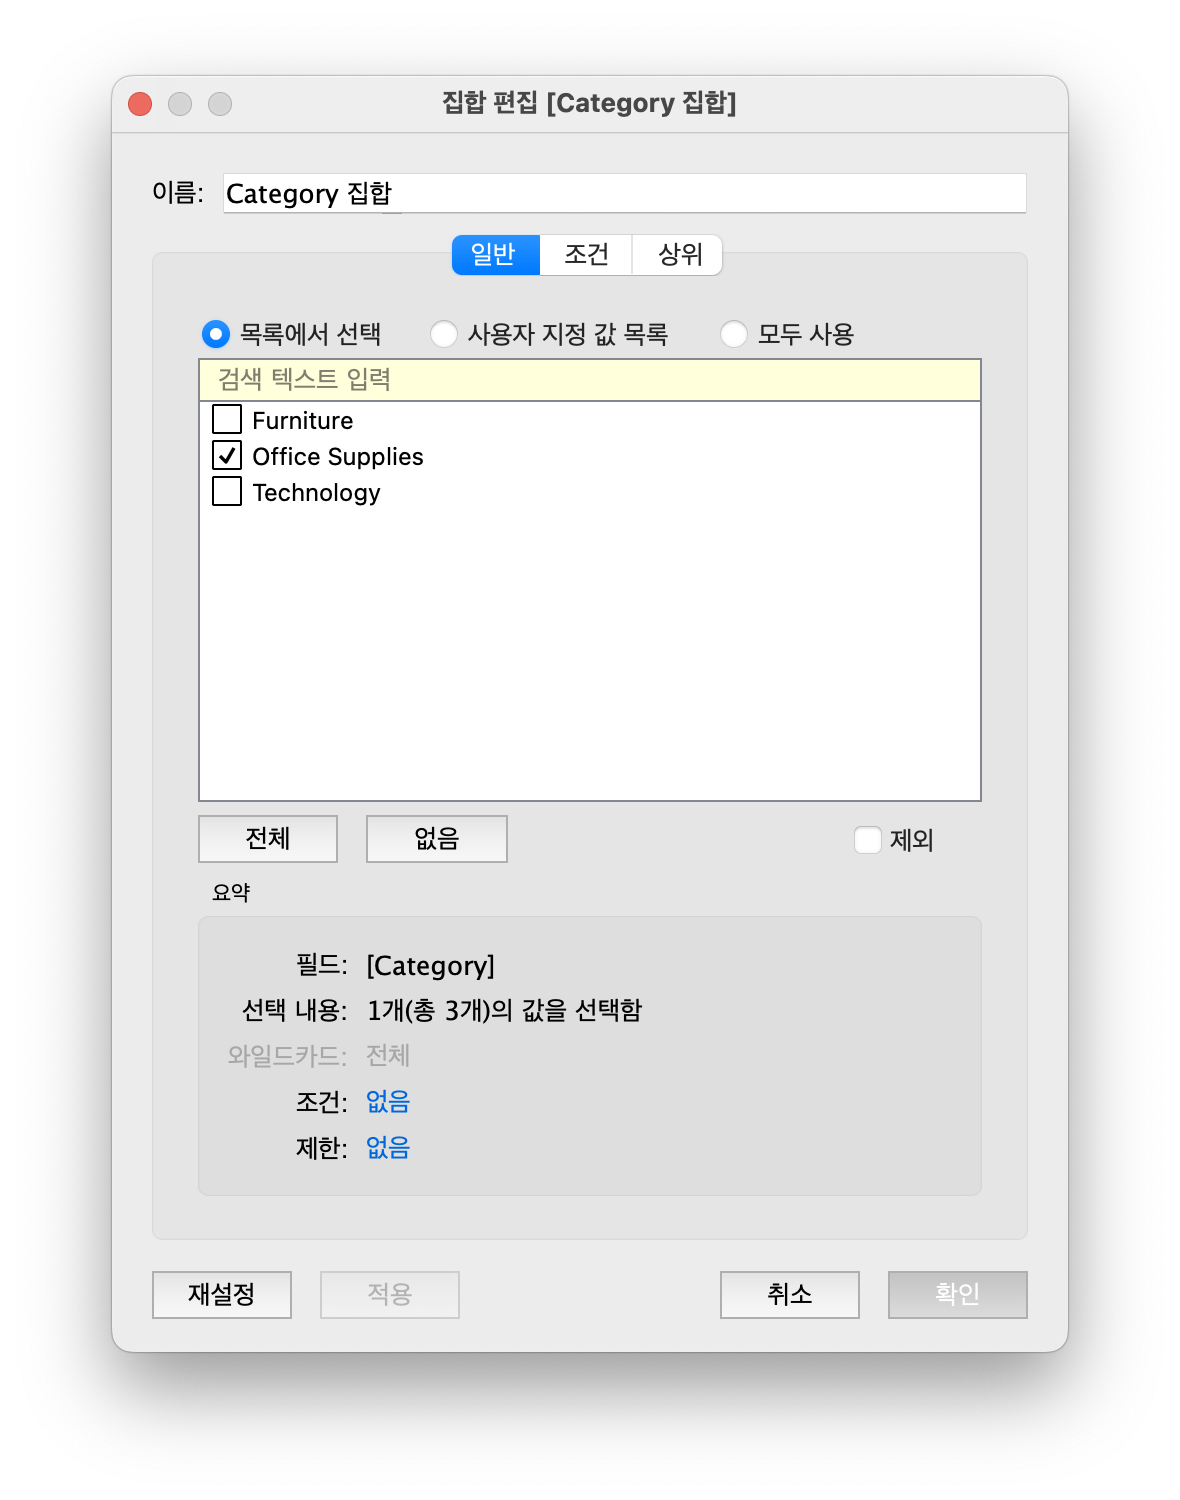 집합 편집 [Category 집합]
이름: Category 집합
일반 조건 상위
목록에서 선택 사용자 지정 값 목록 모두 사용
검색 텍스트 입력
Furniture
Office Supplies
Technology
전체 없음 제외
요약
필드: [Category]
선택 내용: 1개(총 3개)의 값을 선택함
와일드카드: 전체
조건: 없음
제한: 없음
재설정 적용 취소 확인